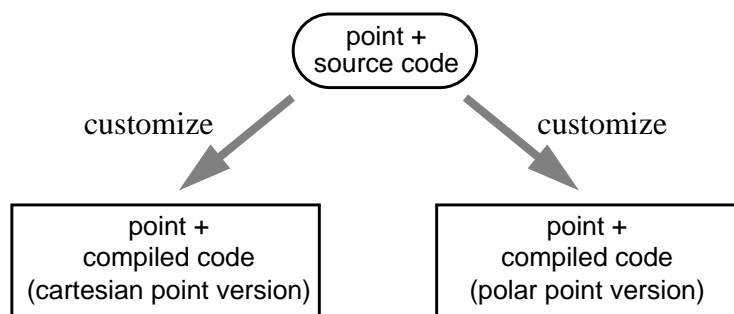 point +
source code
customize
customize
point +
compiled code
(cartesian point version)
point +
compiled code
(polar point version)